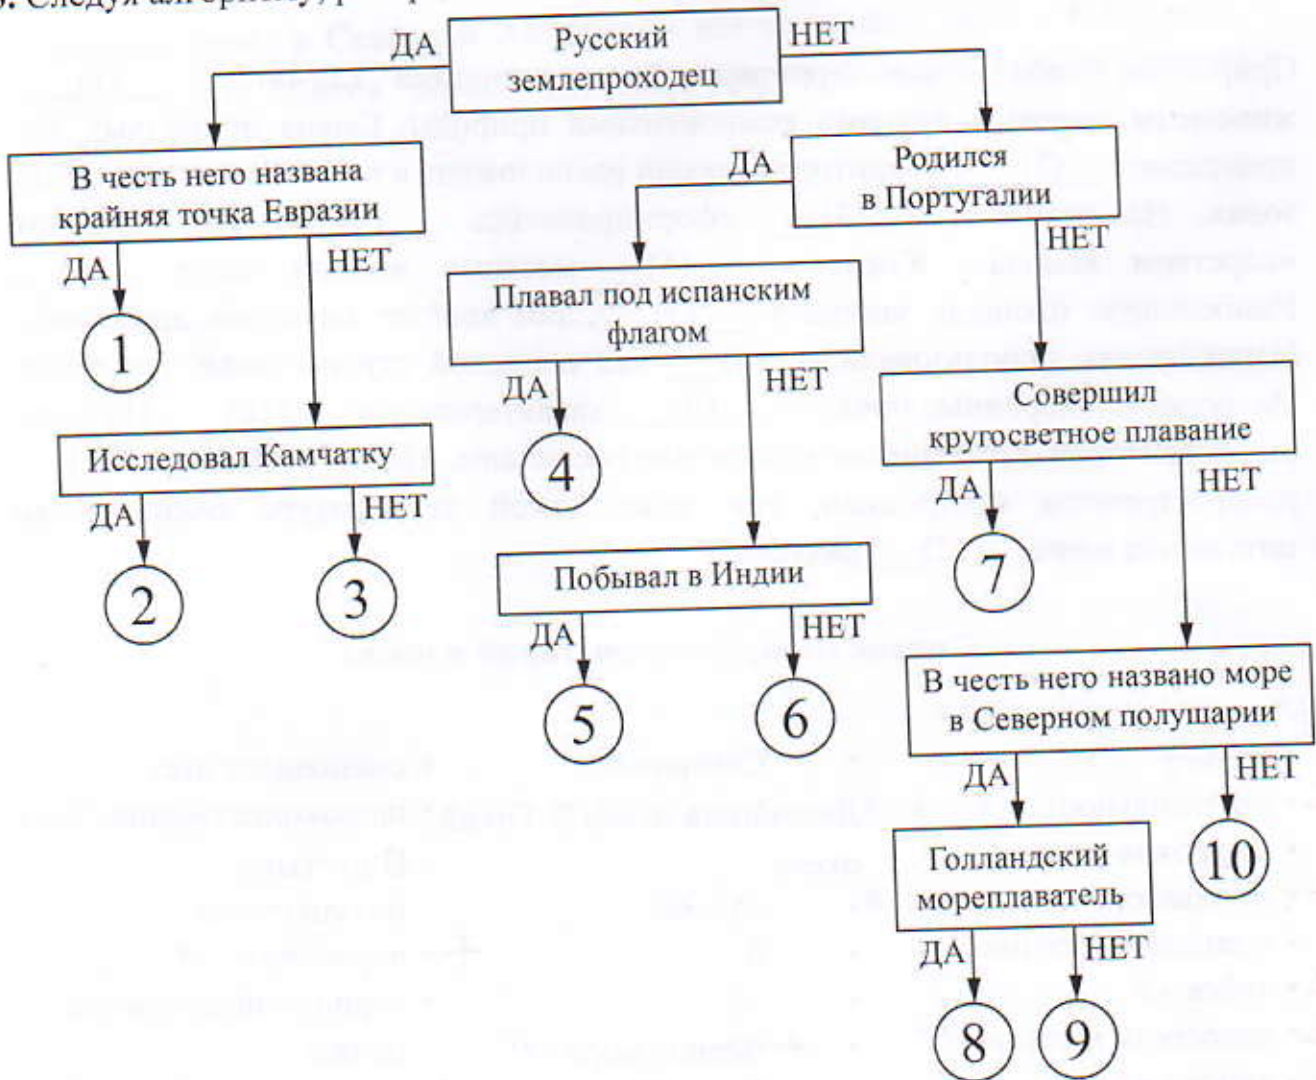 Следуя алгоритму,
Русский
землепроходец
ДА
НЕТ
В честь него названа
крайняя точка Евразии
ДА
НЕТ
1
Исследовал Камчатку
ДА
НЕТ
2
3
Родился
в Португалии
ДА
НЕТ
Плавал под испанским
флагом
ДА
НЕТ
4
Побывал в Индии
ДА
НЕТ
5
6
Совершил
кругосветное плавание
ДА
НЕТ
7
В честь него названо море
в Северном полушарии
ДА
НЕТ
10
Голландский
мореплаватель
ДА
НЕТ
8
9